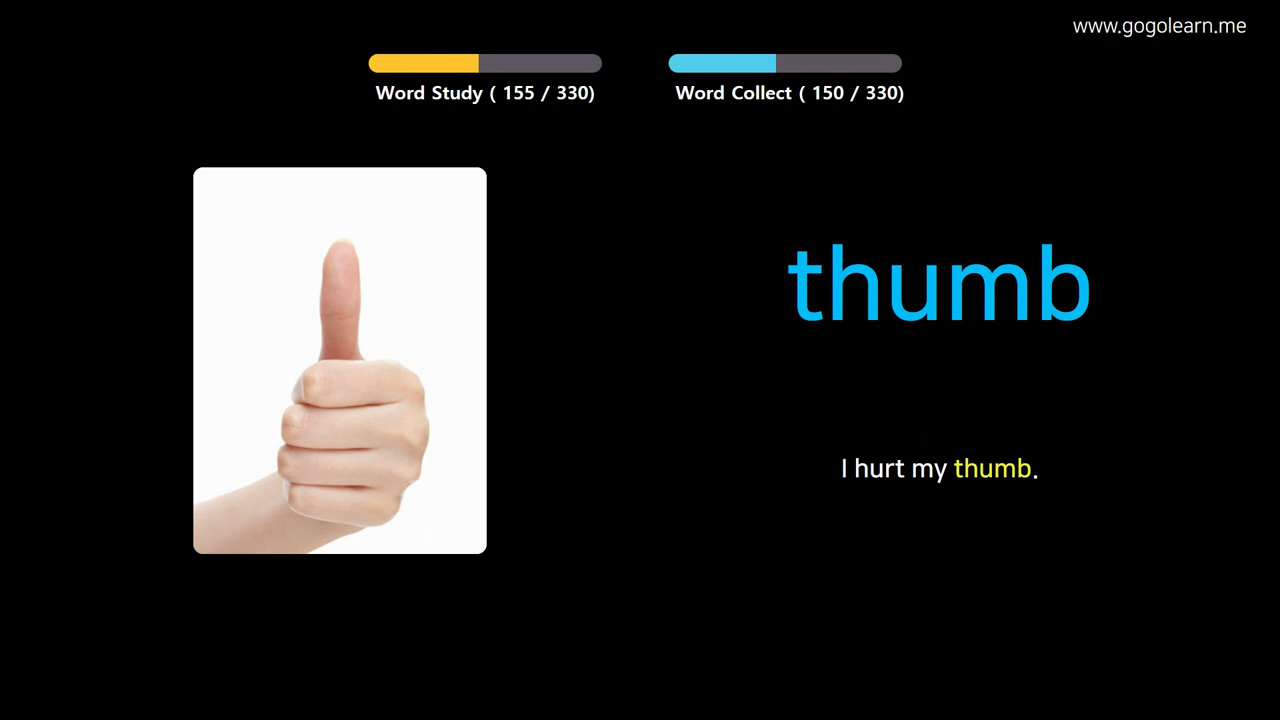 www.gogolearn.me
Word Study ( 155 / 330)
Word Collect ( 150 / 330)
thumb
I hurt my thumb.